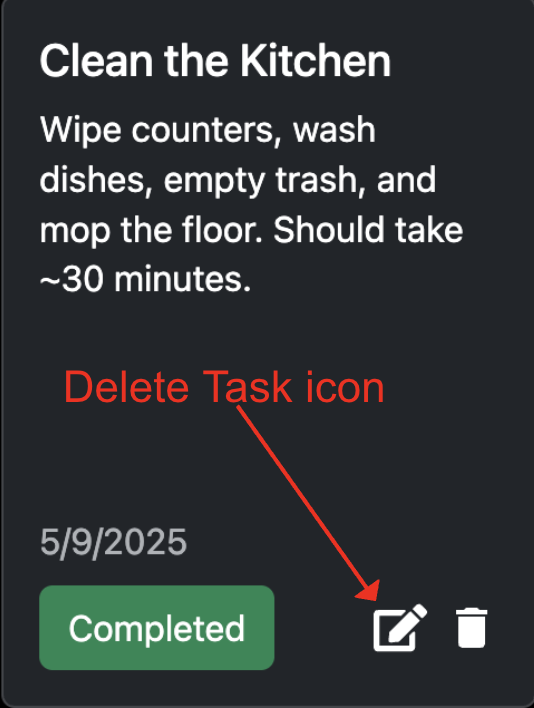 Clean the Kitchen
Wipe counters, wash
dishes, empty trash, and
mop the floor. Should take
~30 minutes.
Delete Task icon
5/9/2025
Completed